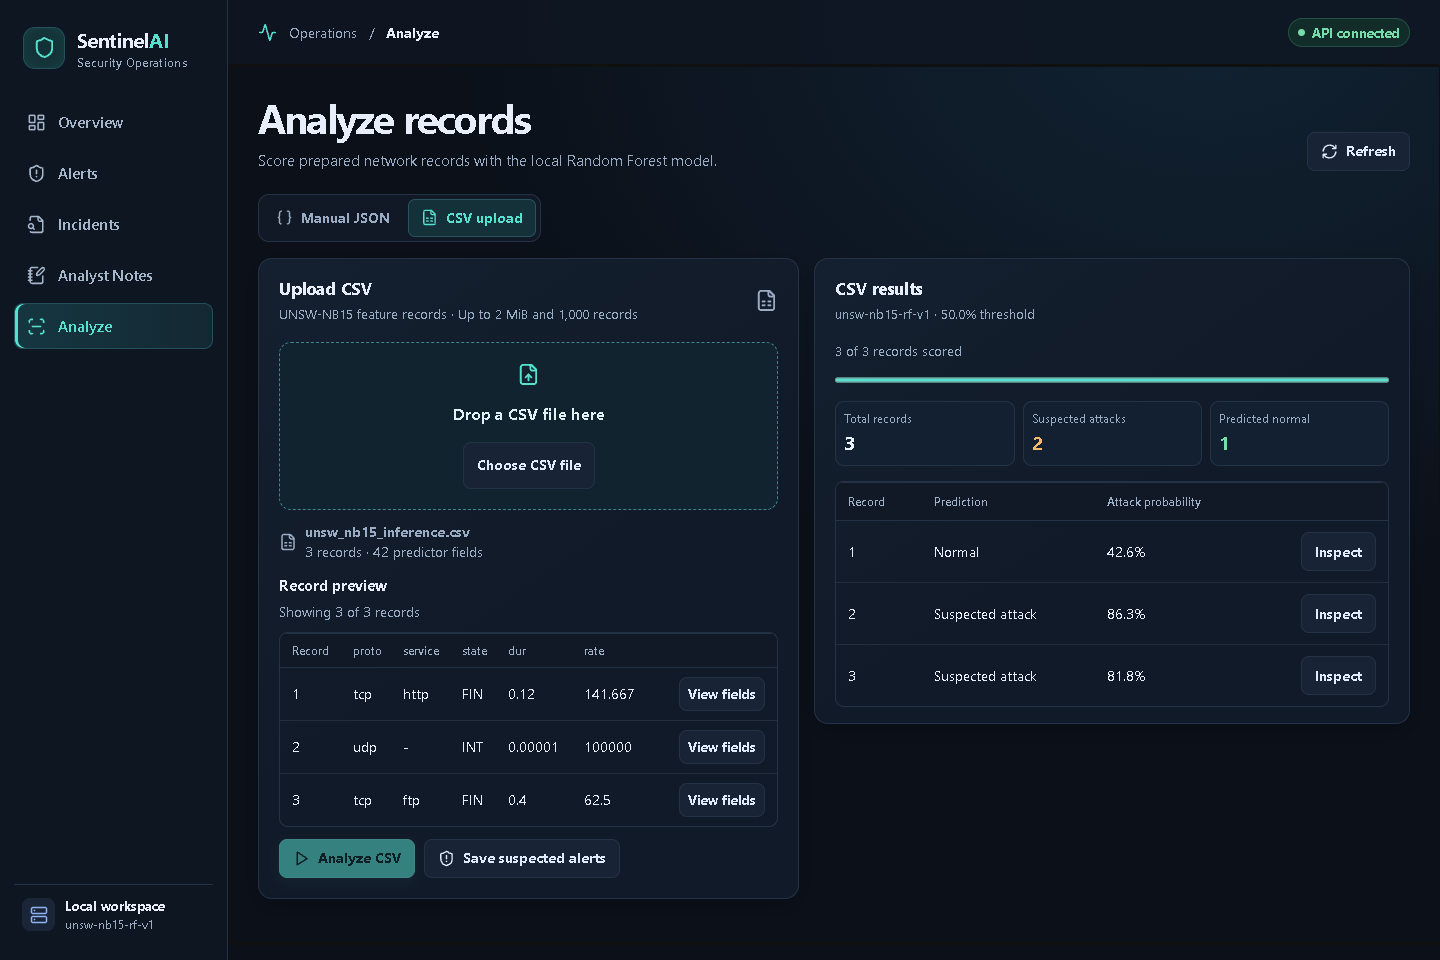 SentinelAI
Security Operations
Overview
Alerts
Incidents
Analyst Notes
Analyze
Local workspace
unsw-nb15-rf-v1
Operations / Analyze
API connected
Analyze records
Score prepared network records with the local Random Forest model.
Refresh
Manual JSON
CSV upload
Upload CSV
UNSW-NB15 feature records · Up to 2 MiB and 1,000 records
Drop a CSV file here
Choose CSV file
unsw_nb15_inference.csv
3 records · 42 predictor fields
Record preview
Showing 3 of 3 records
Record proto service state dur rate
1 tcp http FIN 0.12 141.667 View fields
2 udp - INT 0.00001 100000 View fields
3 tcp ftp FIN 0.4 62.5 View fields
Analyze CSV
Save suspected alerts
CSV results
unsw-nb15-rf-v1 · 50.0% threshold
3 of 3 records scored
Total records
3
Suspected attacks
2
Predicted normal
1
Record Prediction Attack probability
1 Normal 42.6% Inspect
2 Suspected attack 86.3% Inspect
3 Suspected attack 81.8% Inspect